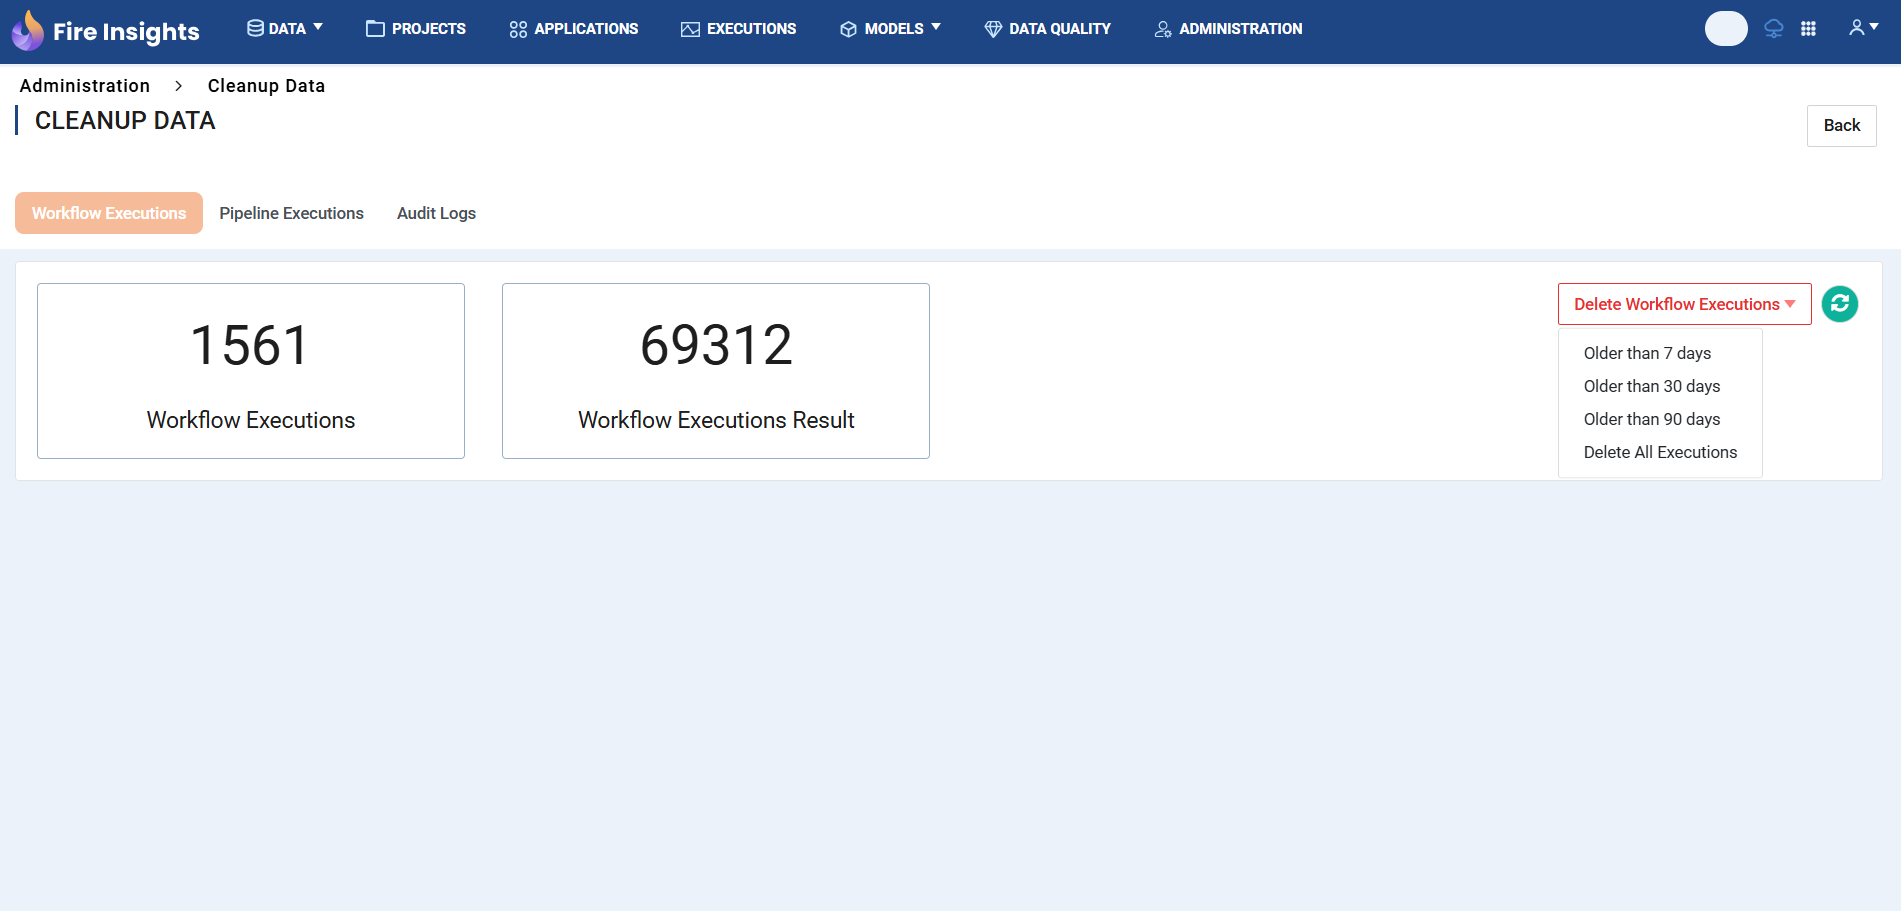 Fire Insights
DATA
PROJECTS
APPLICATIONS
EXECUTIONS
MODELS
DATA QUALITY
ADMINISTRATION
Administration > Cleanup Data
CLEANUP DATA
Back
Workflow Executions
Pipeline Executions
Audit Logs
1561
Workflow Executions
69312
Workflow Executions Result
Delete Workflow Executions
Older than 7 days
Older than 30 days
Older than 90 days
Delete All Executions